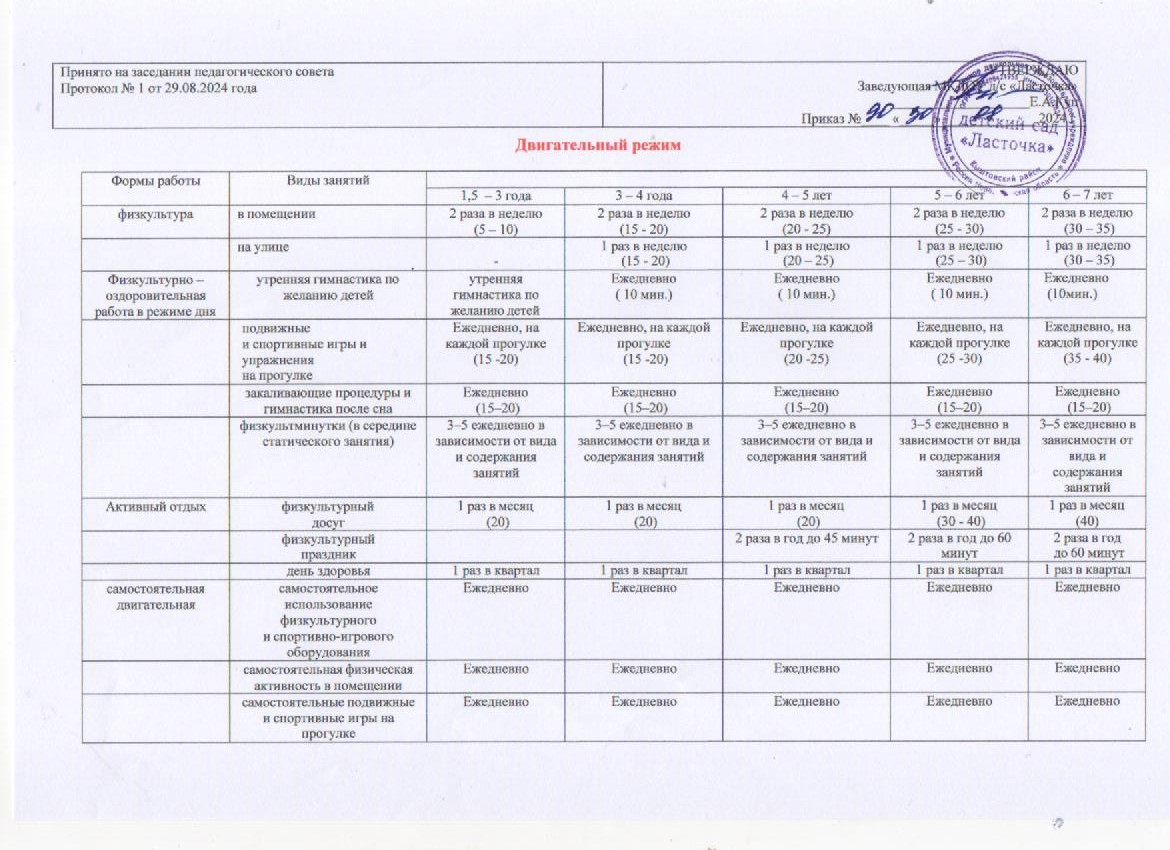 Принято на заседании педагогического совета
Протокол № 1 от 29.08.2024 года
Заведующая д/с «Ласточка»
Приказ № 90 « 30 » 08 2024
детский сад
«Ласточка»
Двигательный режим
Формы работы Виды занятий
1,5 – 3 года 3 – 4 года 4 – 5 лет 5 – 6 лет 6 – 7 лет
физкультура в помещении 2 раза в неделю 2 раза в неделю 2 раза в неделю 2 раза в неделю 2 раза в неделю
(5 – 10) (15 - 20) (20 - 25) (25 - 30) (30 – 35)
на улице 1 раз в неделю 1 раз в неделю 1 раз в неделю 1 раз в неделю
- (15 - 20) (20 – 25) (25 – 30) (30 – 35)
Физкультурно – утренняя гимнастика по утренняя Ежедневно Ежедневно Ежедневно Ежедневно
оздоровительная желанию детей гимнастика по ( 10 мин.) ( 10 мин.) ( 10 мин.) (10мин.)
работа в режиме дня желанию детей
подвижные Ежедневно, на Ежедневно, на каждой Ежедневно, на каждой Ежедневно, на Ежедневно, на
и спортивные игры и каждой прогулке прогулке прогулке каждой прогулке каждой прогулке
упражнения (15 -20) (15 -20) (20 -25) (25 -30) (35 - 40)
на прогулке
закаливающие процедуры и Ежедневно Ежедневно Ежедневно Ежедневно Ежедневно
гимнастика после сна (15–20) (15–20) (15–20) (15–20) (15–20)
физкультминутки (в середине 3–5 ежедневно в 3–5 ежедневно в 3–5 ежедневно в 3–5 ежедневно в 3–5 ежедневно в
статического занятия) зависимости от вида зависимости от вида и зависимости от вида и зависимости от вида зависимости от
и содержания содержания занятий содержания занятий и содержания вида и
занятий занятий содержания
занятий
Активный отдых физкультурный 1 раз в месяц 1 раз в месяц 1 раз в месяц 1 раз в месяц 1 раз в месяц
досуг (20) (20) (20) (30 - 40) (40)
физкультурный 2 раза в год до 45 минут 2 раза в год до 60 2 раза в год
праздник минут до 60 минут
день здоровья 1 раз в квартал 1 раз в квартал 1 раз в квартал 1 раз в квартал 1 раз в квартал
самостоятельная самостоятельное Ежедневно Ежедневно Ежедневно Ежедневно Ежедневно
двигательная использование
физкультурного
и спортивно-игрового
оборудования
самостоятельная физическая Ежедневно Ежедневно Ежедневно Ежедневно Ежедневно
активность в помещении
самостоятельные подвижные Ежедневно Ежедневно Ежедневно Ежедневно Ежедневно
и спортивные игры на
прогулке